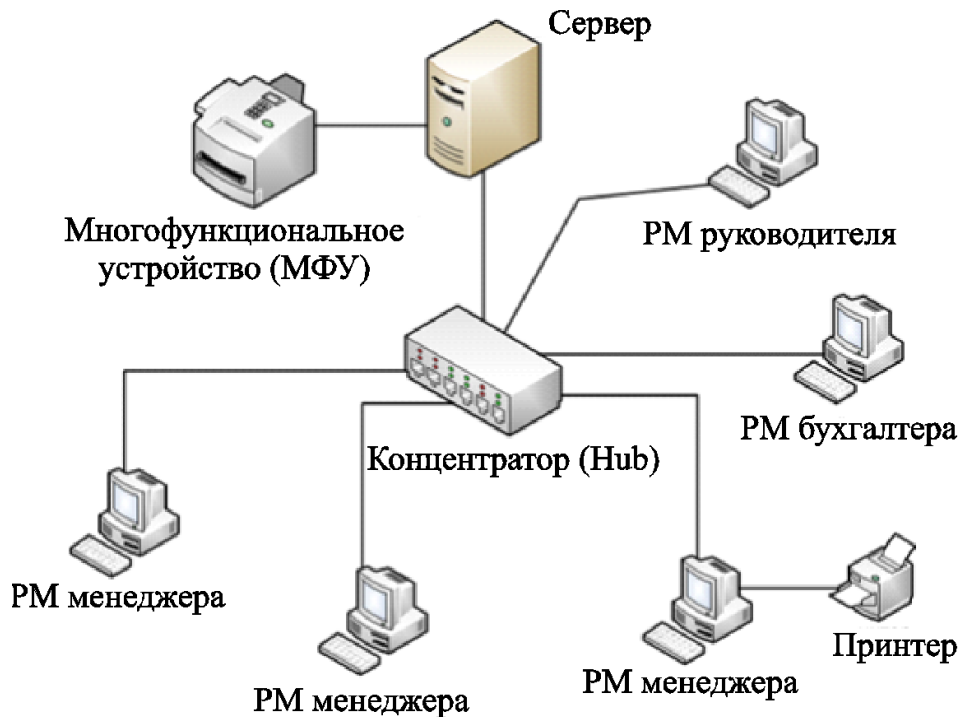 Сервер
Многофункциональное
устройство (МФУ)
РМ руководителя
РМ бухгалтера
Концентратор (Hub)
РМ менеджера
РМ менеджера
РМ менеджера
Принтер